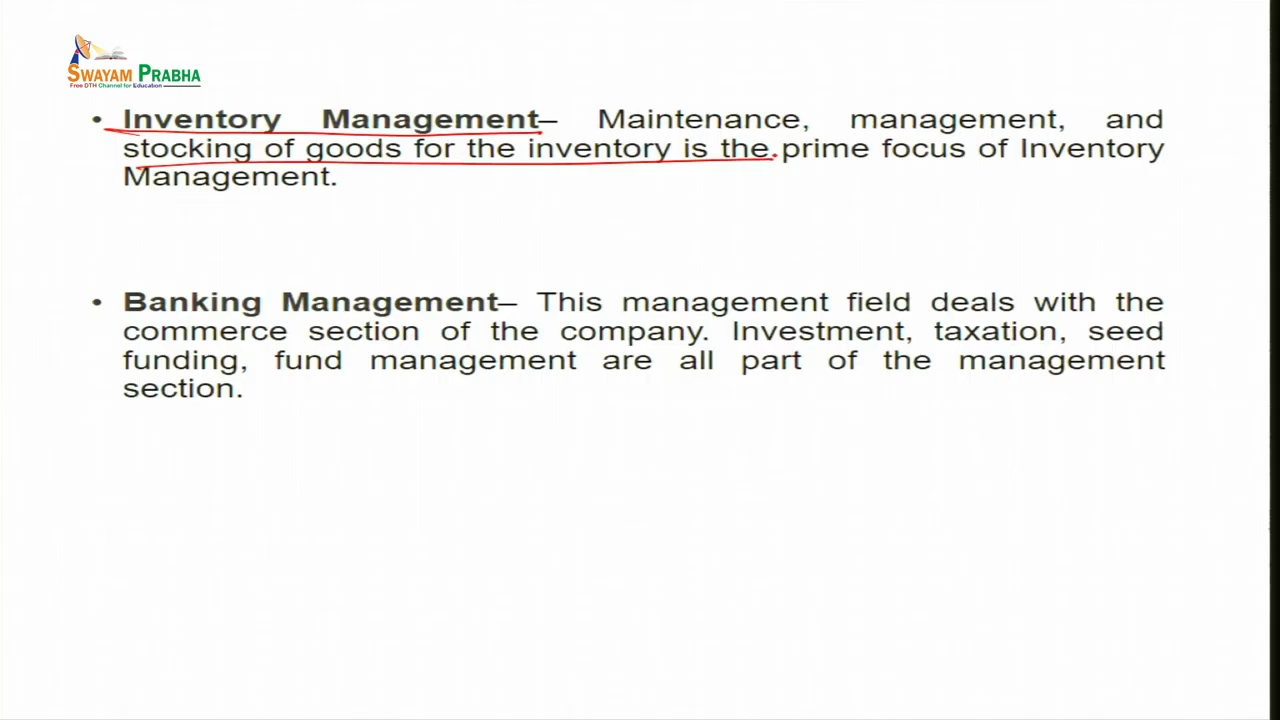 SWAYAM PRABHA
Free DTH Channel for Education
• Inventory Management– Maintenance, management, and
stocking of goods for the inventory is the prime focus of Inventory
Management.
• Banking Management– This management field deals with the
commerce section of the company. Investment, taxation, seed
funding, fund management are all part of the management
section.